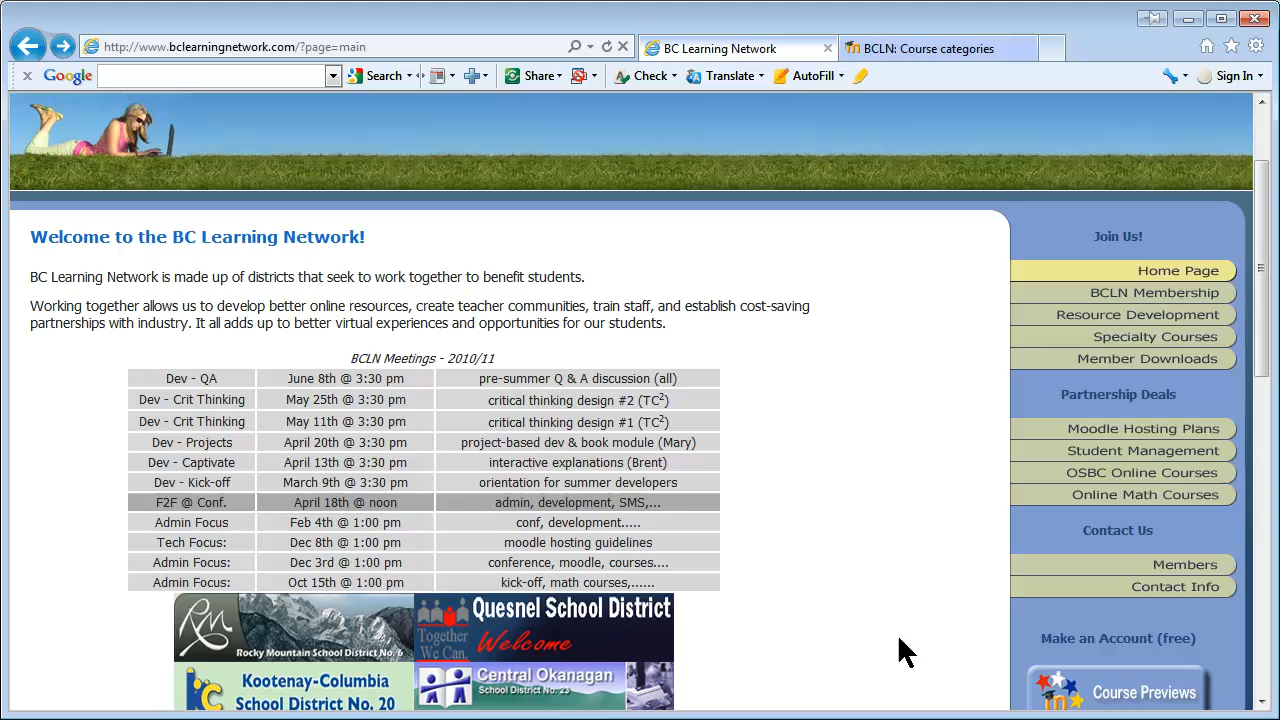 http://www.bclearningnetwork.com/?page=main
BC Learning Network
BCLN: Course categories
Google
Search
Share
Check
Translate
AutoFill
Sign In
Welcome to the BC Learning Network!
BC Learning Network is made up of districts that seek to work together to benefit students.
Working together allows us to develop better online resources, create teacher communities, train staff, and establish cost-saving
partnerships with industry. It all adds up to better virtual experiences and opportunities for our students.
BCLN Meetings - 2010/11
Dev - QA June 8th @ 3:30 pm pre-summer Q & A discussion (all)
Dev - Crit Thinking May 25th @ 3:30 pm critical thinking design #2 (TC²)
Dev - Crit Thinking May 11th @ 3:30 pm critical thinking design #1 (TC²)
Dev - Projects April 20th @ 3:30 pm project-based dev & book module (Mary)
Dev - Captivate April 13th @ 3:30 pm interactive explanations (Brent)
Dev - Kick-off March 9th @ 3:30 pm orientation for summer developers
F2F @ Conf. April 18th @ noon admin, development, SMS,...
Admin Focus Feb 4th @ 1:00 pm conf, development.....
Tech Focus: Dec 8th @ 1:00 pm moodle hosting guidelines
Admin Focus: Dec 3rd @ 1:00 pm conference, moodle, courses....
Admin Focus: Oct 15th @ 1:00 pm kick-off, math courses,......
RM
Rocky Mountain School District No. 6
Quesnel School District
Together
We Can.
Welcome
Kootenay-Columbia
School District No. 20
Central Okanagan
School District No. 23
Join Us!
Home Page
BCLN Membership
Resource Development
Specialty Courses
Member Downloads
Partnership Deals
Moodle Hosting Plans
Student Management
OSBC Online Courses
Online Math Courses
Contact Us
Members
Contact Info
Make an Account (free)
Course Previews